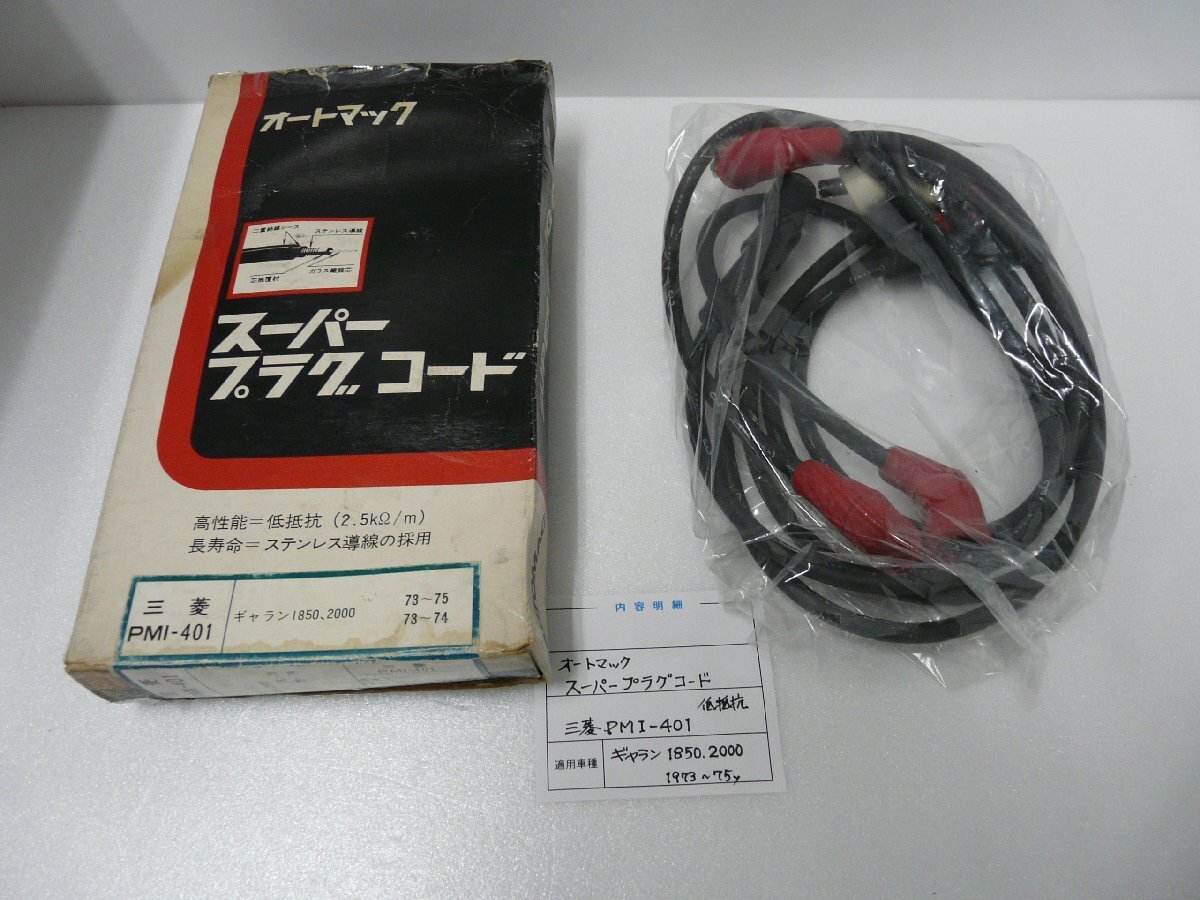 オートマック
二重絶縁シース
ステンレス導線
ガラス繊維芯
芯被覆材
スーパー
プラグ コード
高性能=低抵抗 (2.5kΩ/m)
長寿命=ステンレス導線の採用
三 菱
PMI-401
ギャラン1850、2000
73~75
73~74
内容明細
オートマック
スーパープラグコード
低抵抗
三菱.PMI-401
適用車種
ギャラン 1850.2000
1973~75y